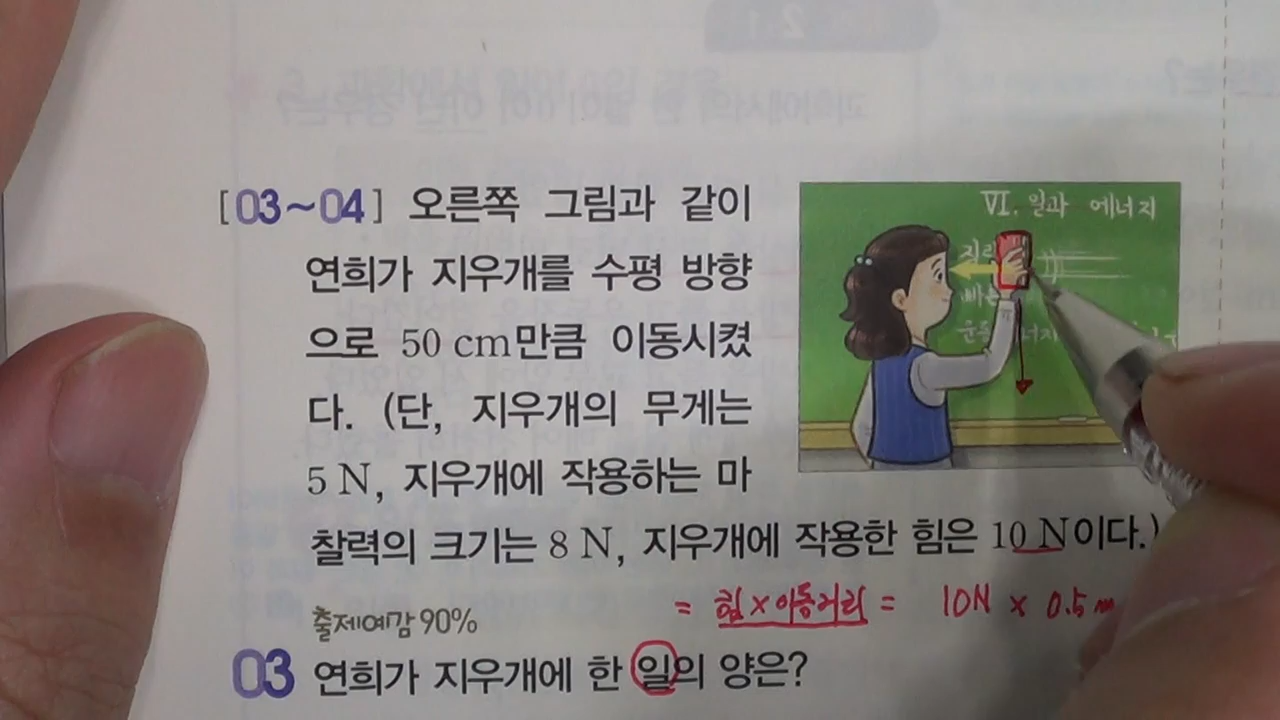 [03~04] 오른쪽 그림과 같이
연희가 지우개를 수평 방향
으로 50 cm만큼 이동시켰
다. (단, 지우개의 무게는
5 N, 지우개에 작용하는 마
찰력의 크기는 8 N, 지우개에 작용한 힘은 10 N이다.)
Ⅵ. 일과 에너지
= 힘 × 이동거리 = 10N × 0.5 m
출제예감 90%
03 연희가 지우개에 한 일의 양은?